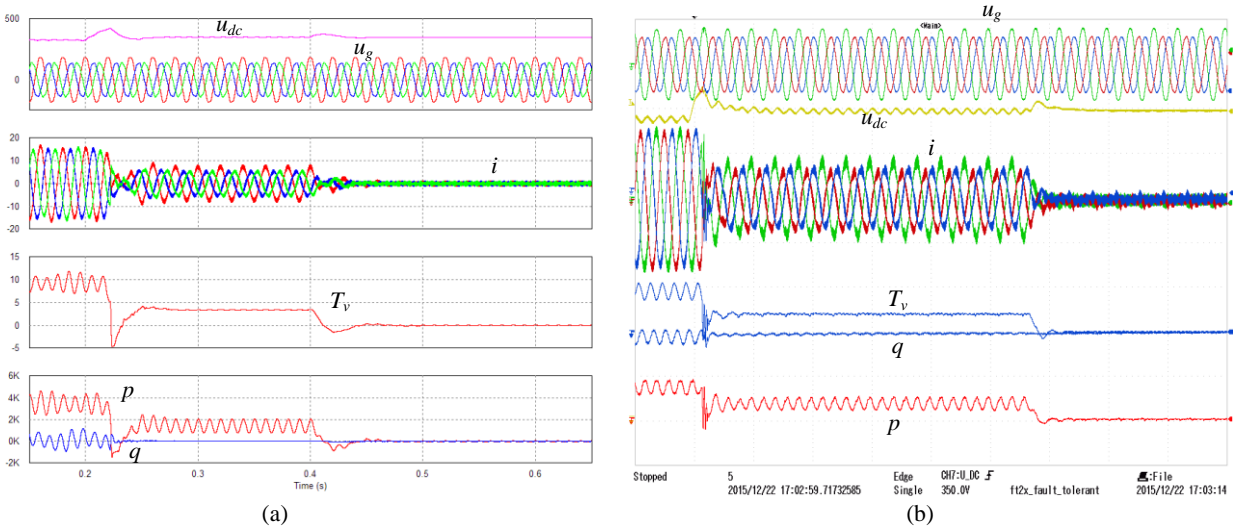 500
u_dc
u_g
0
20
10
0
-10
-20
i
15
10
5
0
-5
T_v
6K
4K
2K
0K
-2K
p
q
0.2 0.3 0.4 0.5 0.6
Time (s)
(a)
u_g
<Main>
u_dc
i
T_v
q
p
Stopped 5 Edge CH7:U_DC :File
2015/12/22 17:02:59.71732585 Single 350.0V ft2x_fault_tolerant 2015/12/22 17:03:14
(b)